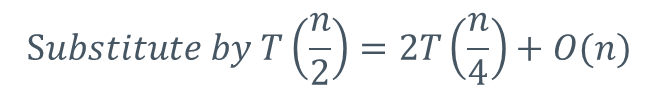 Substitute by T(n/2) = 2T(n/4) + O(n)